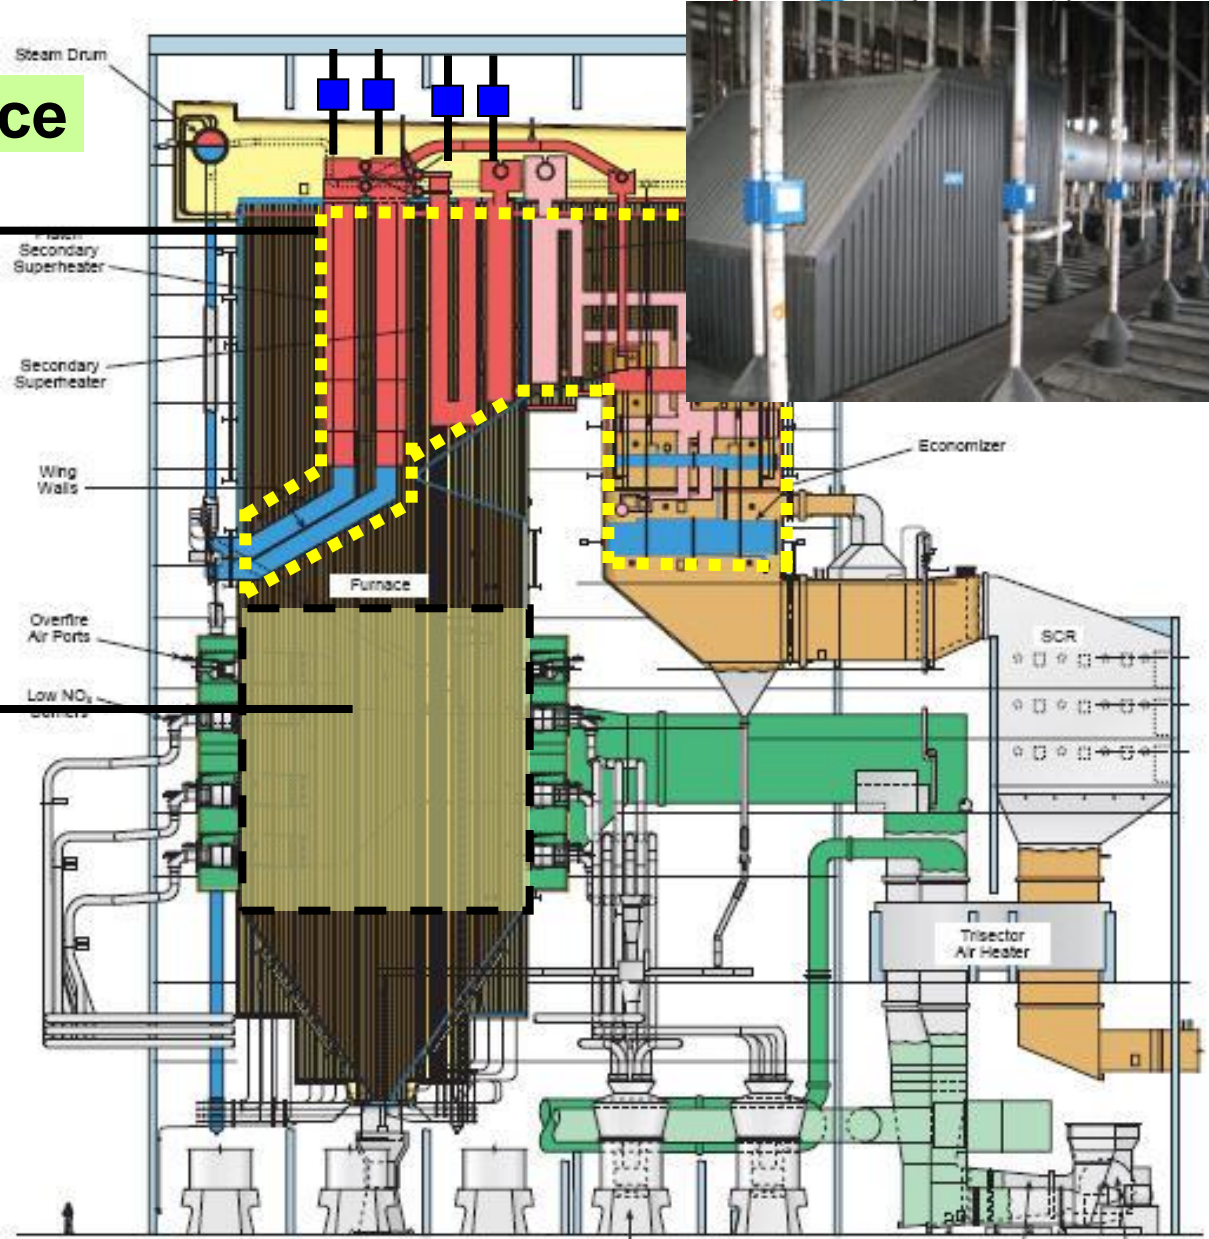 Steam Drum
ce
Secondary
Superheater
Secondary
Superheater
Wing
Walls
Economizer
Furnace
Overfire
Air Ports
SCR
Low NOₓ
Burners
Trisector
Air Heater